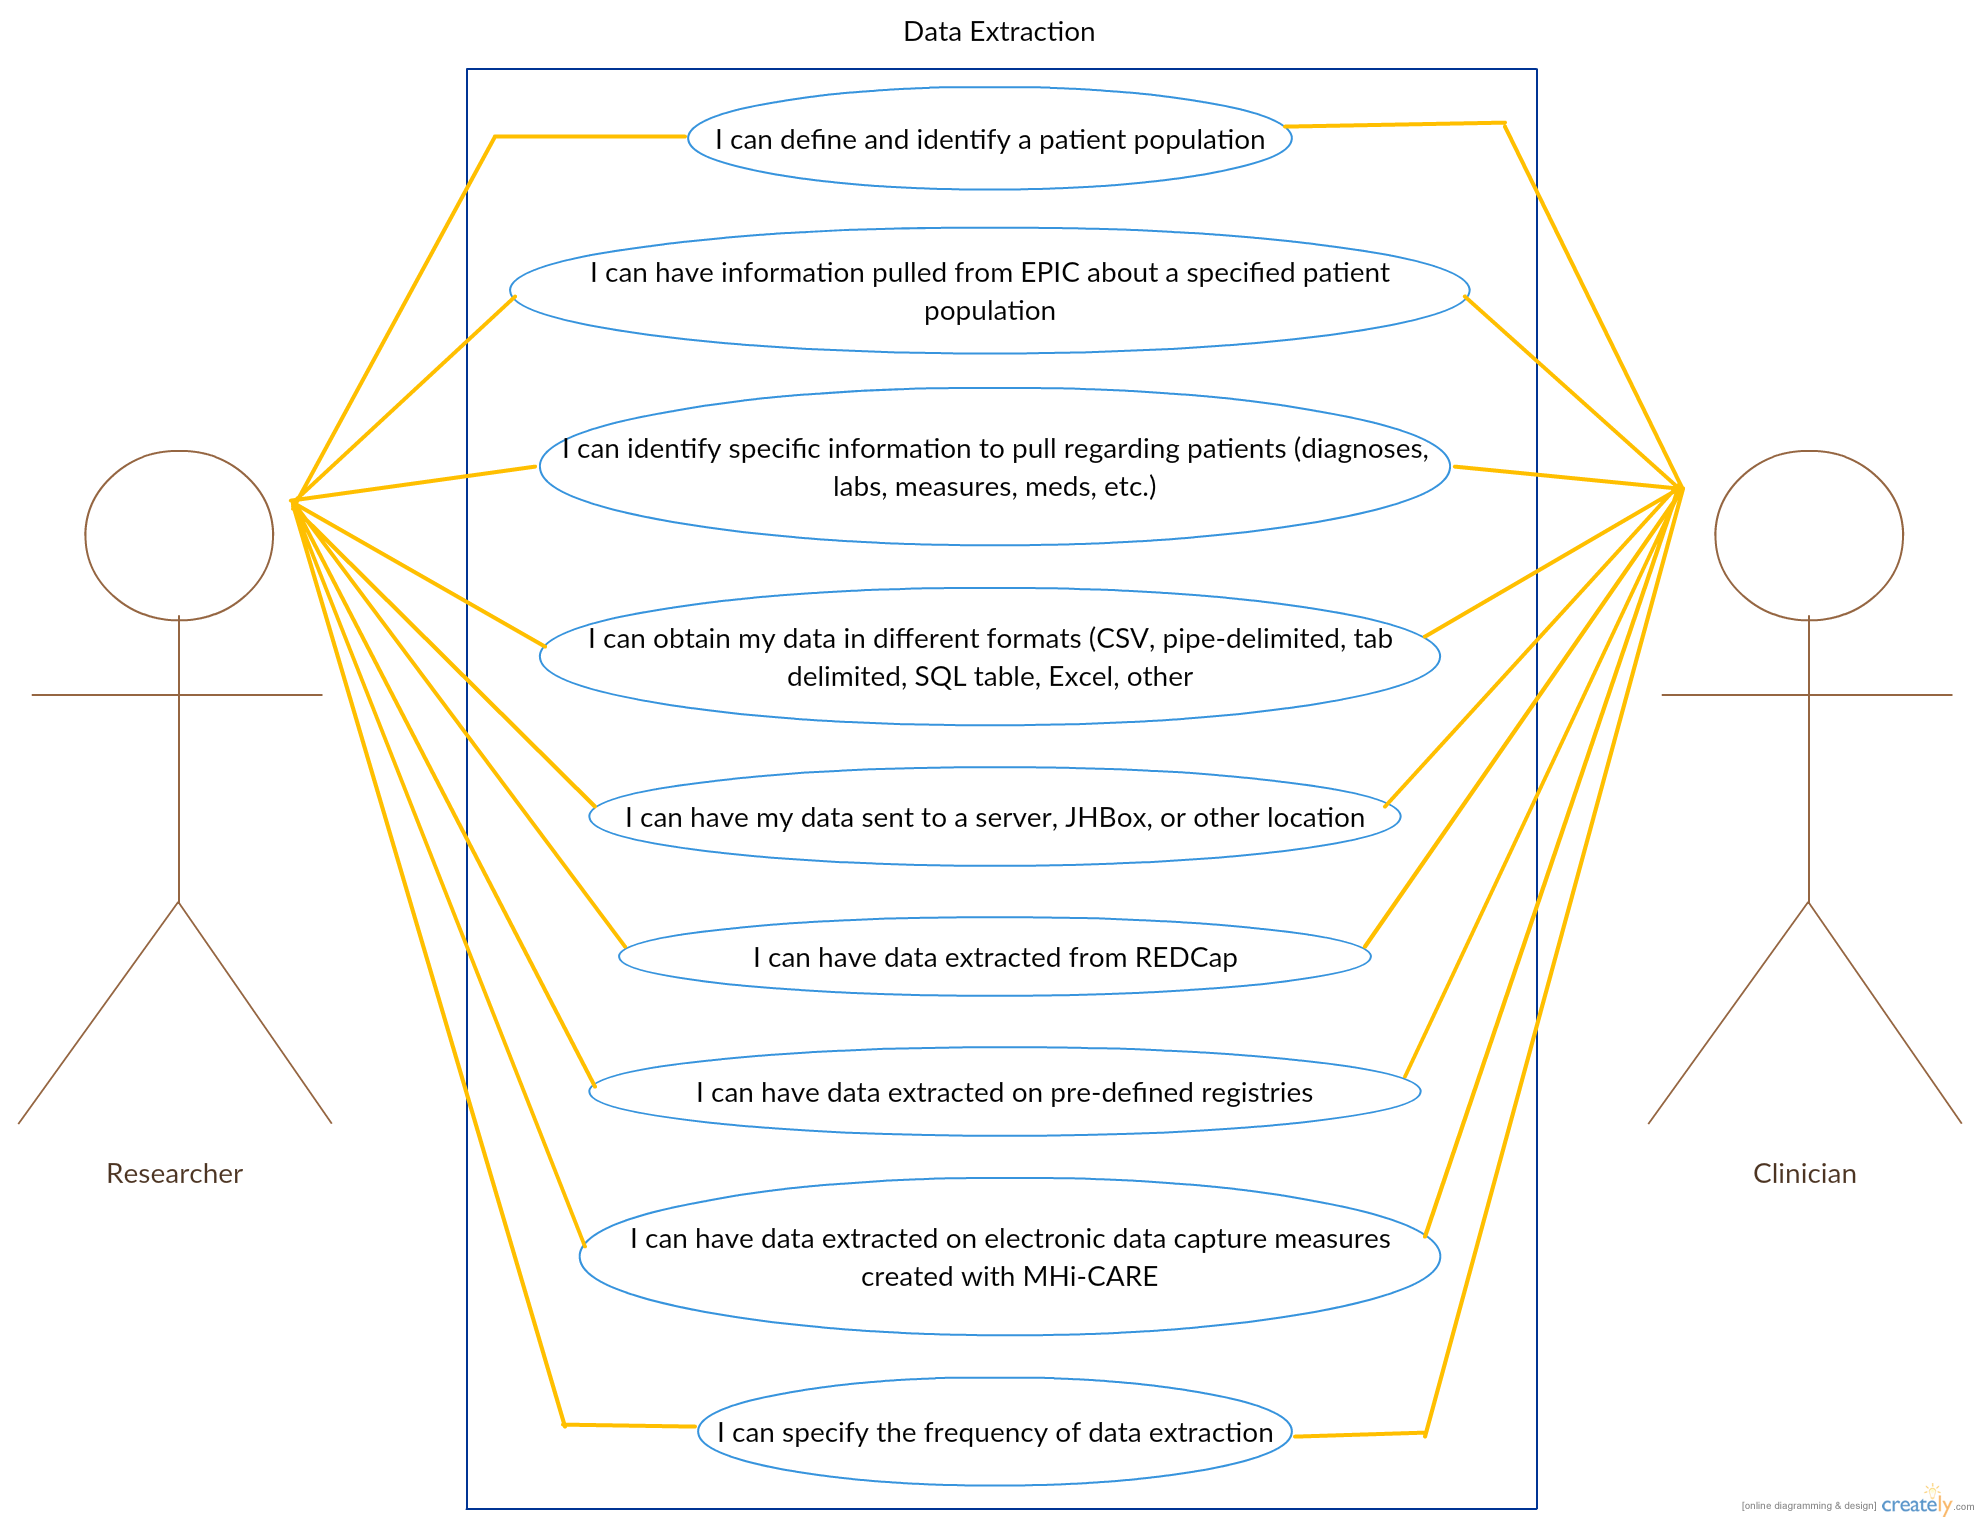 Data Extraction
I can define and identify a patient population
I can have information pulled from EPIC about a specified patient
population
I can identify specific information to pull regarding patients (diagnoses,
labs, measures, meds, etc.)
I can obtain my data in different formats (CSV, pipe-delimited, tab
delimited, SQL table, Excel, other
I can have my data sent to a server, JHBox, or other location
I can have data extracted from REDCap
I can have data extracted on pre-defined registries
Researcher
Clinician
I can have data extracted on electronic data capture measures
created with MHi-CARE
I can specify the frequency of data extraction
[online diagramming & design] creately.com